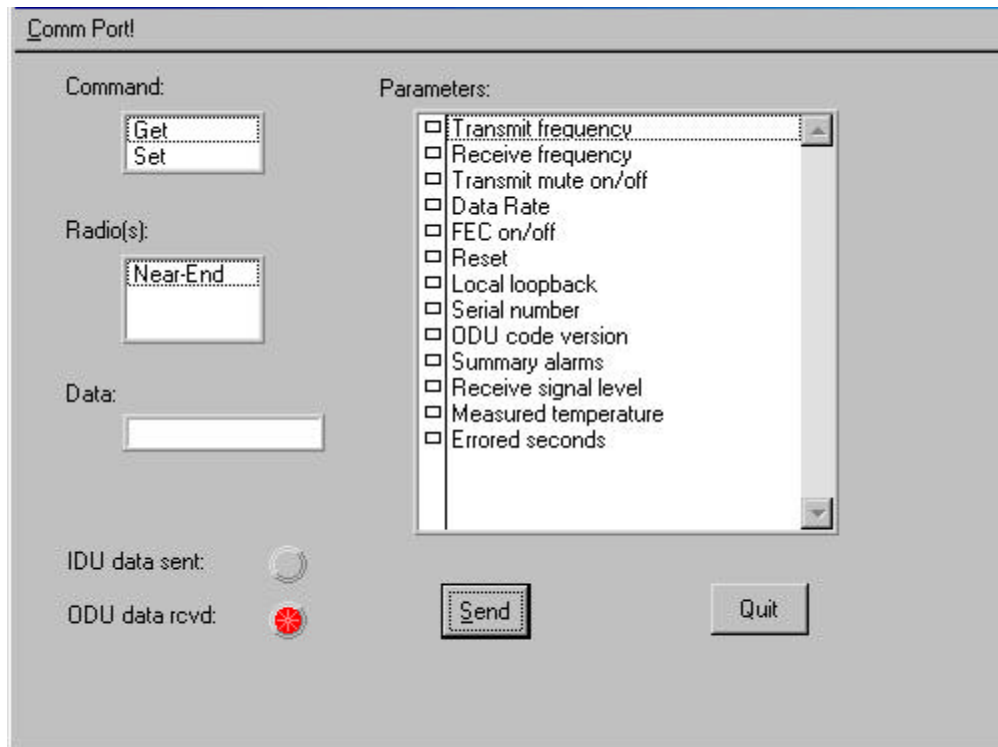 Comm Port!
Command:
Get
Set
Radio(s):
Near-End
Data:
Parameters:
Transmit frequency
Receive frequency
Transmit mute on/off
Data Rate
FEC on/off
Reset
Local loopback
Serial number
ODU code version
Summary alarms
Receive signal level
Measured temperature
Errored seconds
IDU data sent:
ODU data rcvd:
Send
Quit